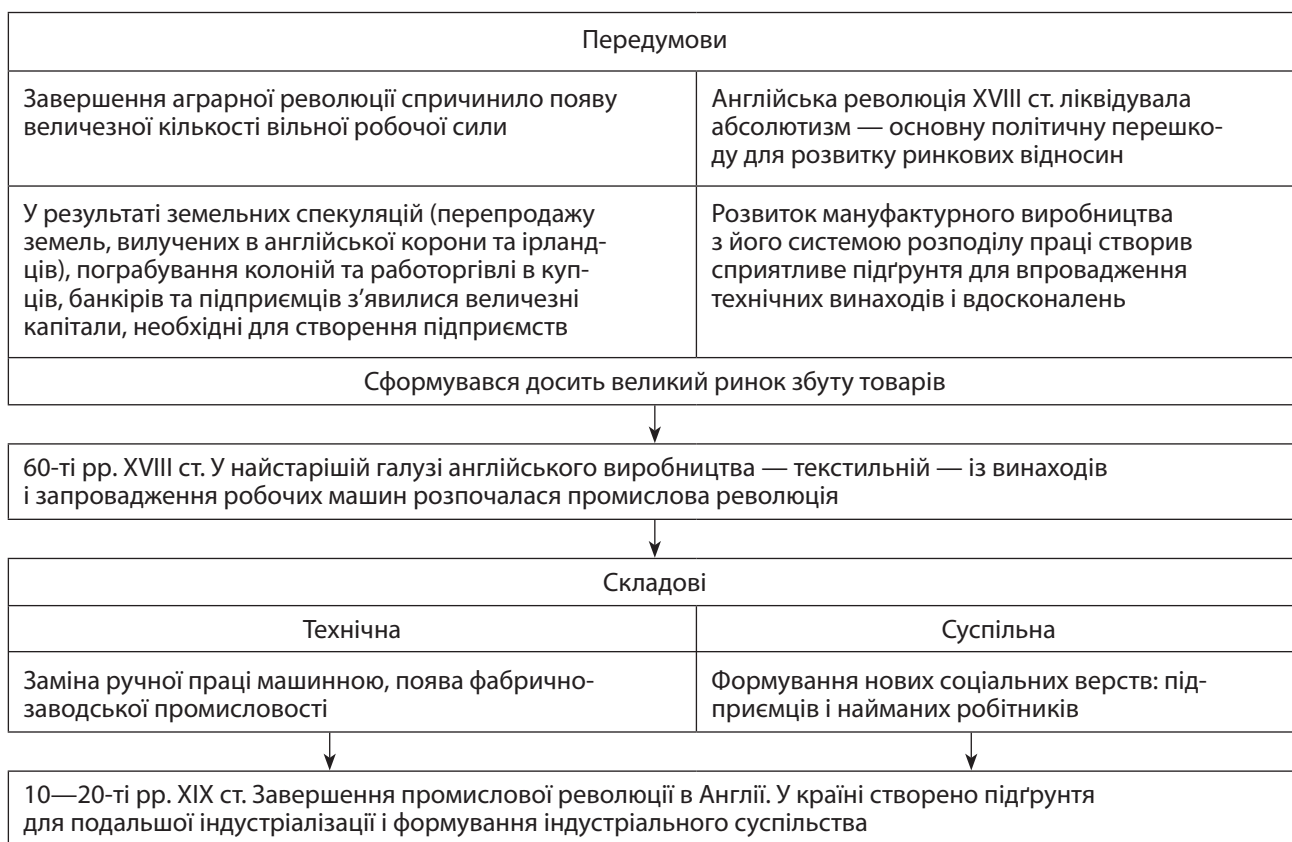 Передумови
Завершення аграрної революції спричинило появу
величезної кількості вільної робочої сили
Англійська революція XVIII ст. ліквідувала
абсолютизм — основну політичну перешко-
ду для розвитку ринкових відносин
У результаті земельних спекуляцій (перепродажу
земель, вилучених в англійської корони та ірланд-
ців), пограбування колоній та работоргівлі в куп-
ців, банкірів та підприємців з’явилися величезні
капітали, необхідні для створення підприємств
Розвиток мануфактурного виробництва
з його системою розподілу праці створив
сприятливе підґрунтя для впровадження
технічних винаходів і вдосконалень
Сформувався досить великий ринок збуту товарів
60-ті рр. XVIII ст. У найстарішій галузі англійського виробництва — текстильній — із винаходів
і запровадження робочих машин розпочалася промислова революція
Складові
Технічна
Суспільна
Заміна ручної праці машинною, поява фабрично-
заводської промисловості
Формування нових соціальних верств: під-
приємців і найманих робітників
10—20-ті рр. XIX ст. Завершення промислової революції в Англії. У країні створено підґрунтя
для подальшої індустріалізації і формування індустріального суспільства